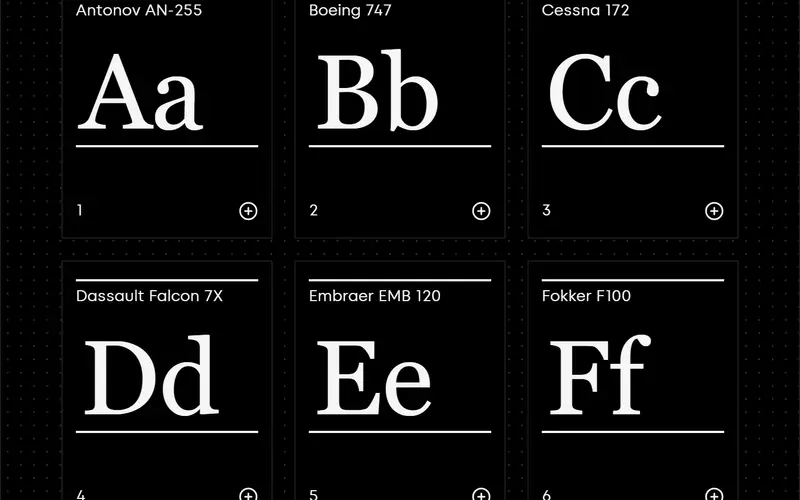 Antonov AN-255
Boeing 747
Cessna 172
Aa
Bb
Cc
1
2
3
Dassault Falcon 7X
Embraer EMB 120
Fokker F100
Dd
Ee
Ff
4
5
6